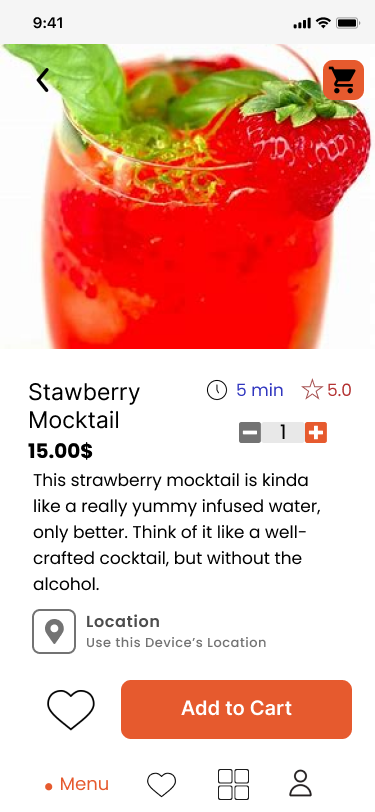 9:41
Stawberry
Mocktail
5 min
5.0
15.00$
1
This strawberry mocktail is kinda
like a really yummy infused water,
only better. Think of it like a well-
crafted cocktail, but without the
alcohol.
Location
Use this Device’s Location
Add to Cart
Menu